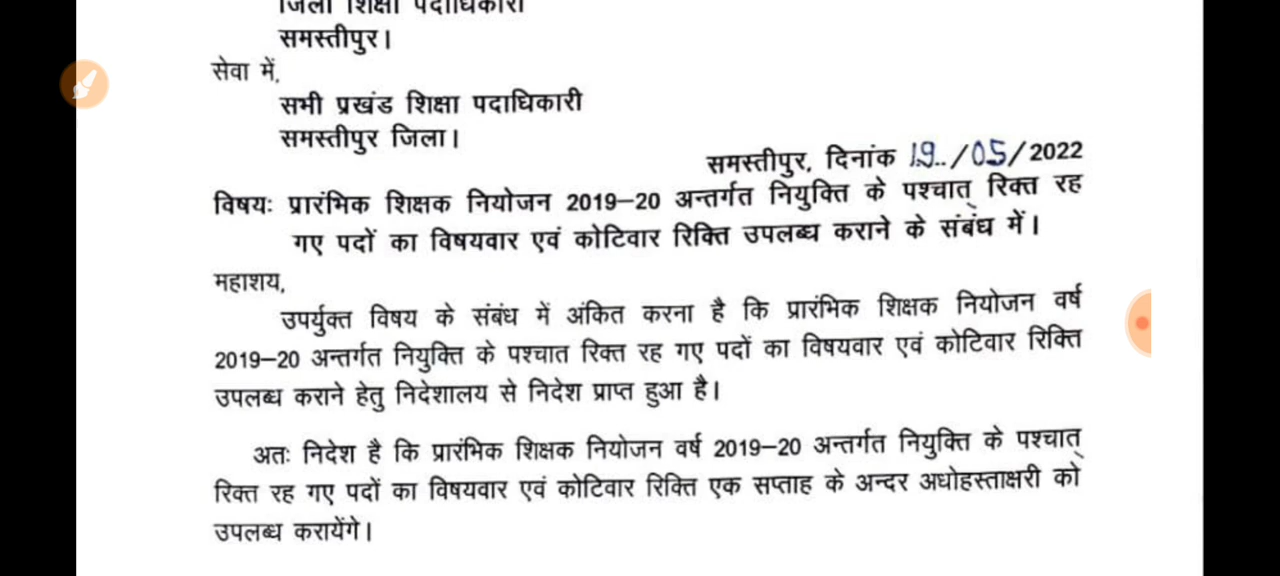 जिला शिक्षा पदाधिकारी
समस्तीपुर।
सेवा में,
सभी प्रखंड शिक्षा पदाधिकारी
समस्तीपुर जिला।
समस्तीपुर, दिनांक 19../05/2022
विषयः प्रारंभिक शिक्षक नियोजन 2019–20 अन्तर्गत नियुक्ति के पश्चात् रिक्त रह
गए पदों का विषयवार एवं कोटिवार रिक्ति उपलब्ध कराने के संबंध में।
महाशय,
उपर्युक्त विषय के संबंध में अंकित करना है कि प्रारंभिक शिक्षक नियोजन वर्ष
2019–20 अन्तर्गत नियुक्ति के पश्चात रिक्त रह गए पदों का विषयवार एवं कोटिवार रिक्ति
उपलब्ध कराने हेतु निदेशालय से निदेश प्राप्त हुआ है।
अतः निदेश है कि प्रारंभिक शिक्षक नियोजन वर्ष 2019–20 अन्तर्गत नियुक्ति के पश्चात्
रिक्त रह गए पदों का विषयवार एवं कोटिवार रिक्ति एक सप्ताह के अन्दर अधोहस्ताक्षरी को
उपलब्ध करायेंगे।